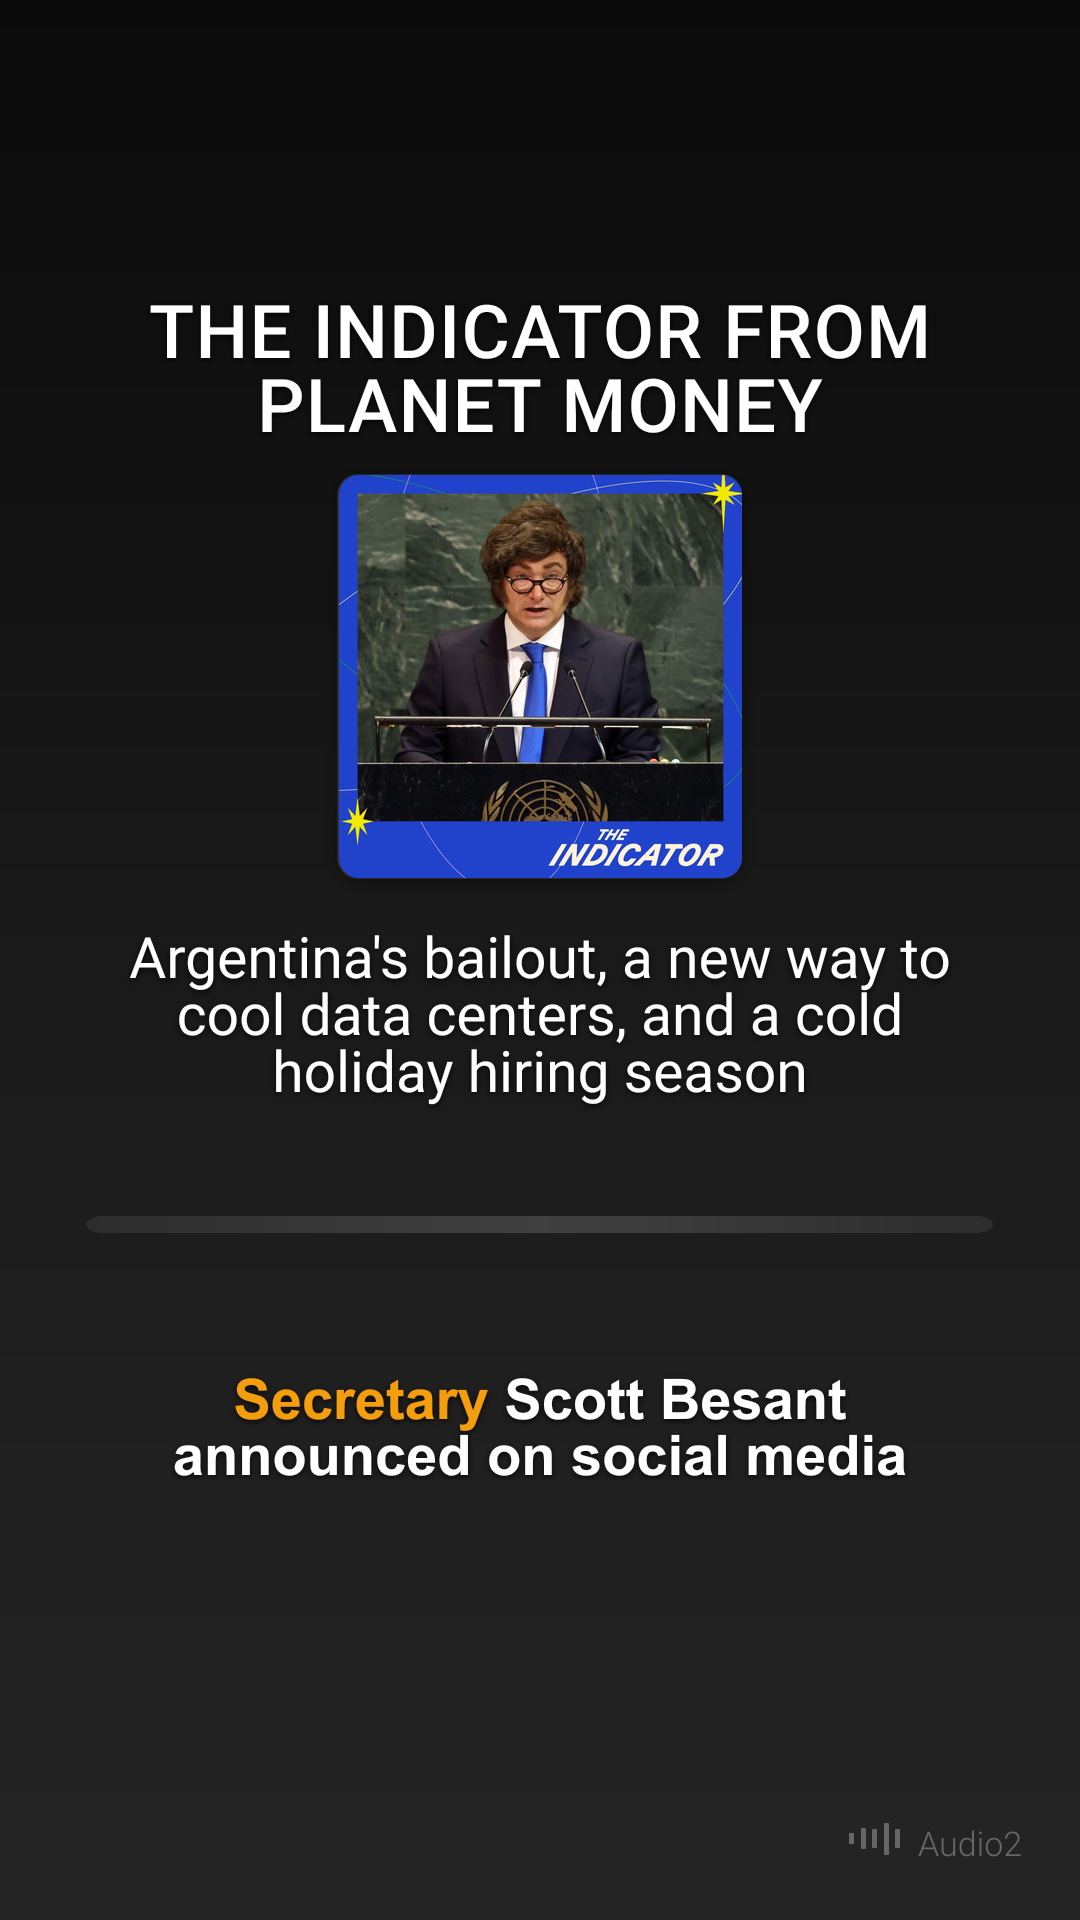 THE INDICATOR FROM
PLANET MONEY
THE
INDICATOR
Argentina's bailout, a new way to
cool data centers, and a cold
holiday hiring season
Secretary Scott Besant
announced on social media
Audio2